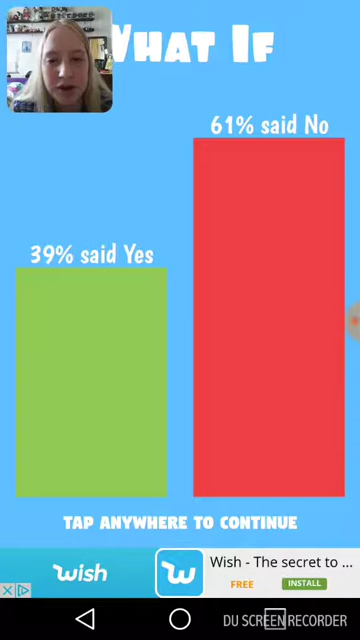 What If
61% said No
39% said Yes
TAP ANYWHERE TO CONTINUE
wish
Wish - The secret to ...
FREE
INSTALL
DU SCREEN RECORDER